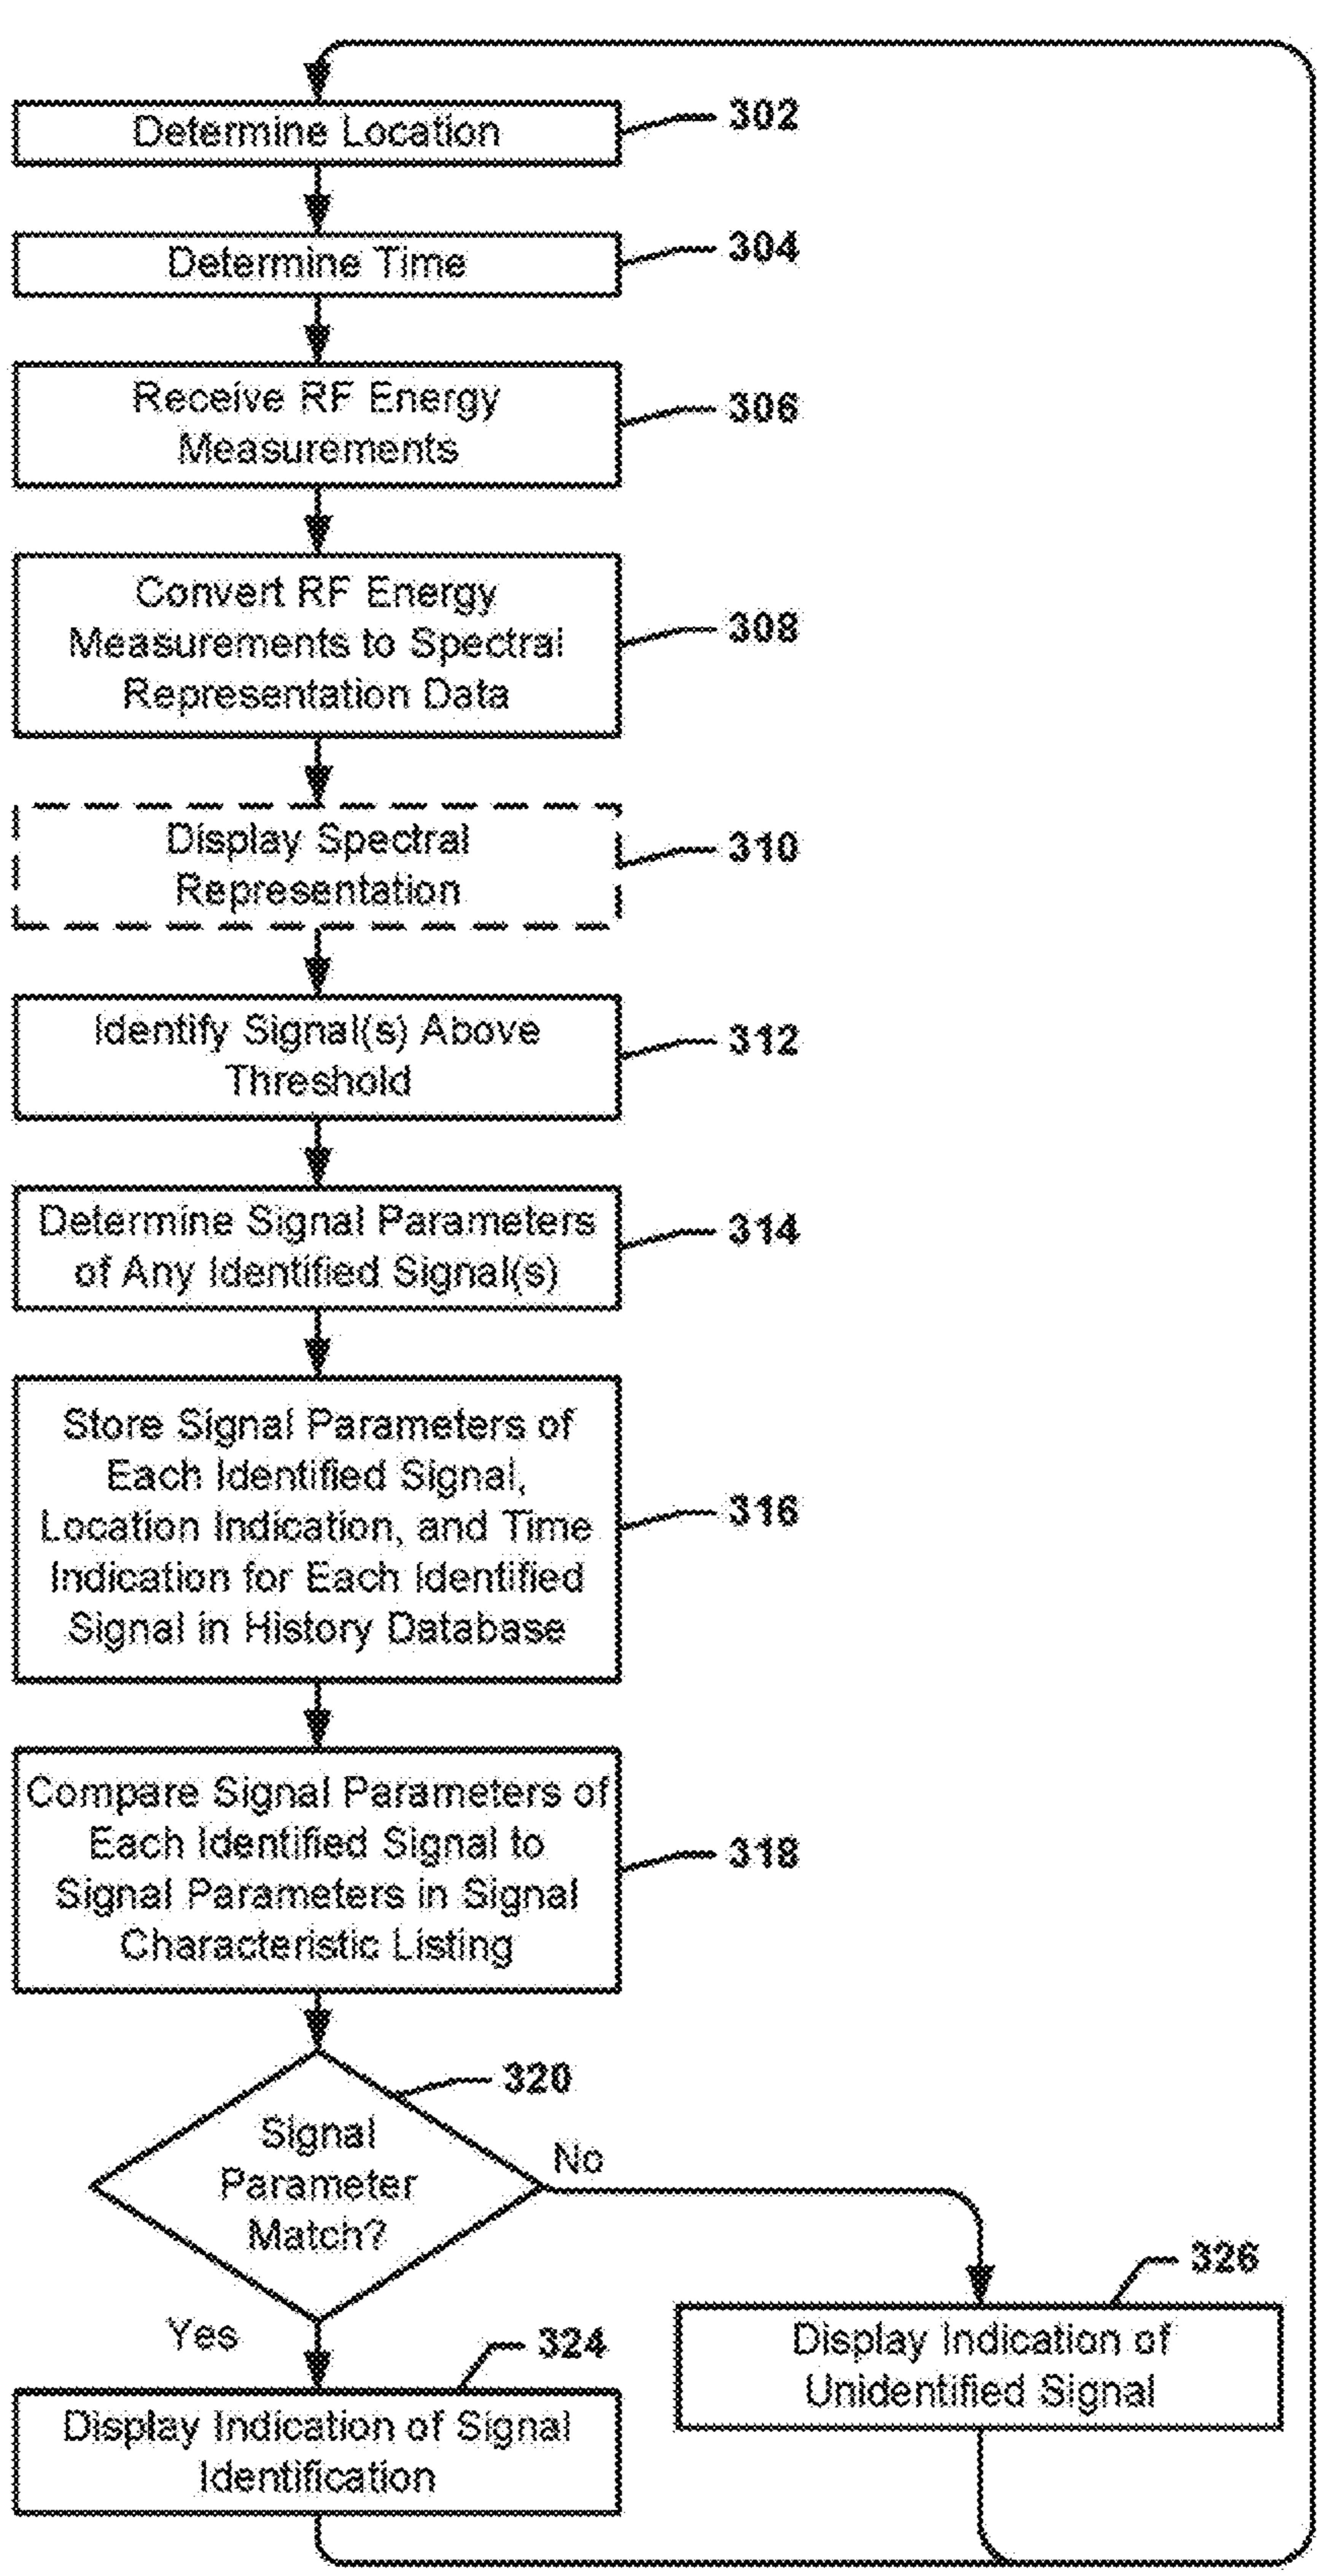 Determine Location
302
Determine Time
304
Receive RF Energy
Measurements
306
Convert RF Energy
Measurements to Spectral
Representation Data
308
Display Spectral
Representation
310
Identify Signal(s) Above
Threshold
312
Determine Signal Parameters
of Any Identified Signal(s)
314
Store Signal Parameters of
Each Identified Signal,
Location Indication, and Time
Indication for Each Identified
Signal in History Database
316
Compare Signal Parameters of
Each Identified Signal to
Signal Parameters in Signal
Characteristic Listing
318
320
Signal
Parameter
Match?
No
Yes
326
Display Indication of
Unidentified Signal
324
Display Indication of Signal
Identification